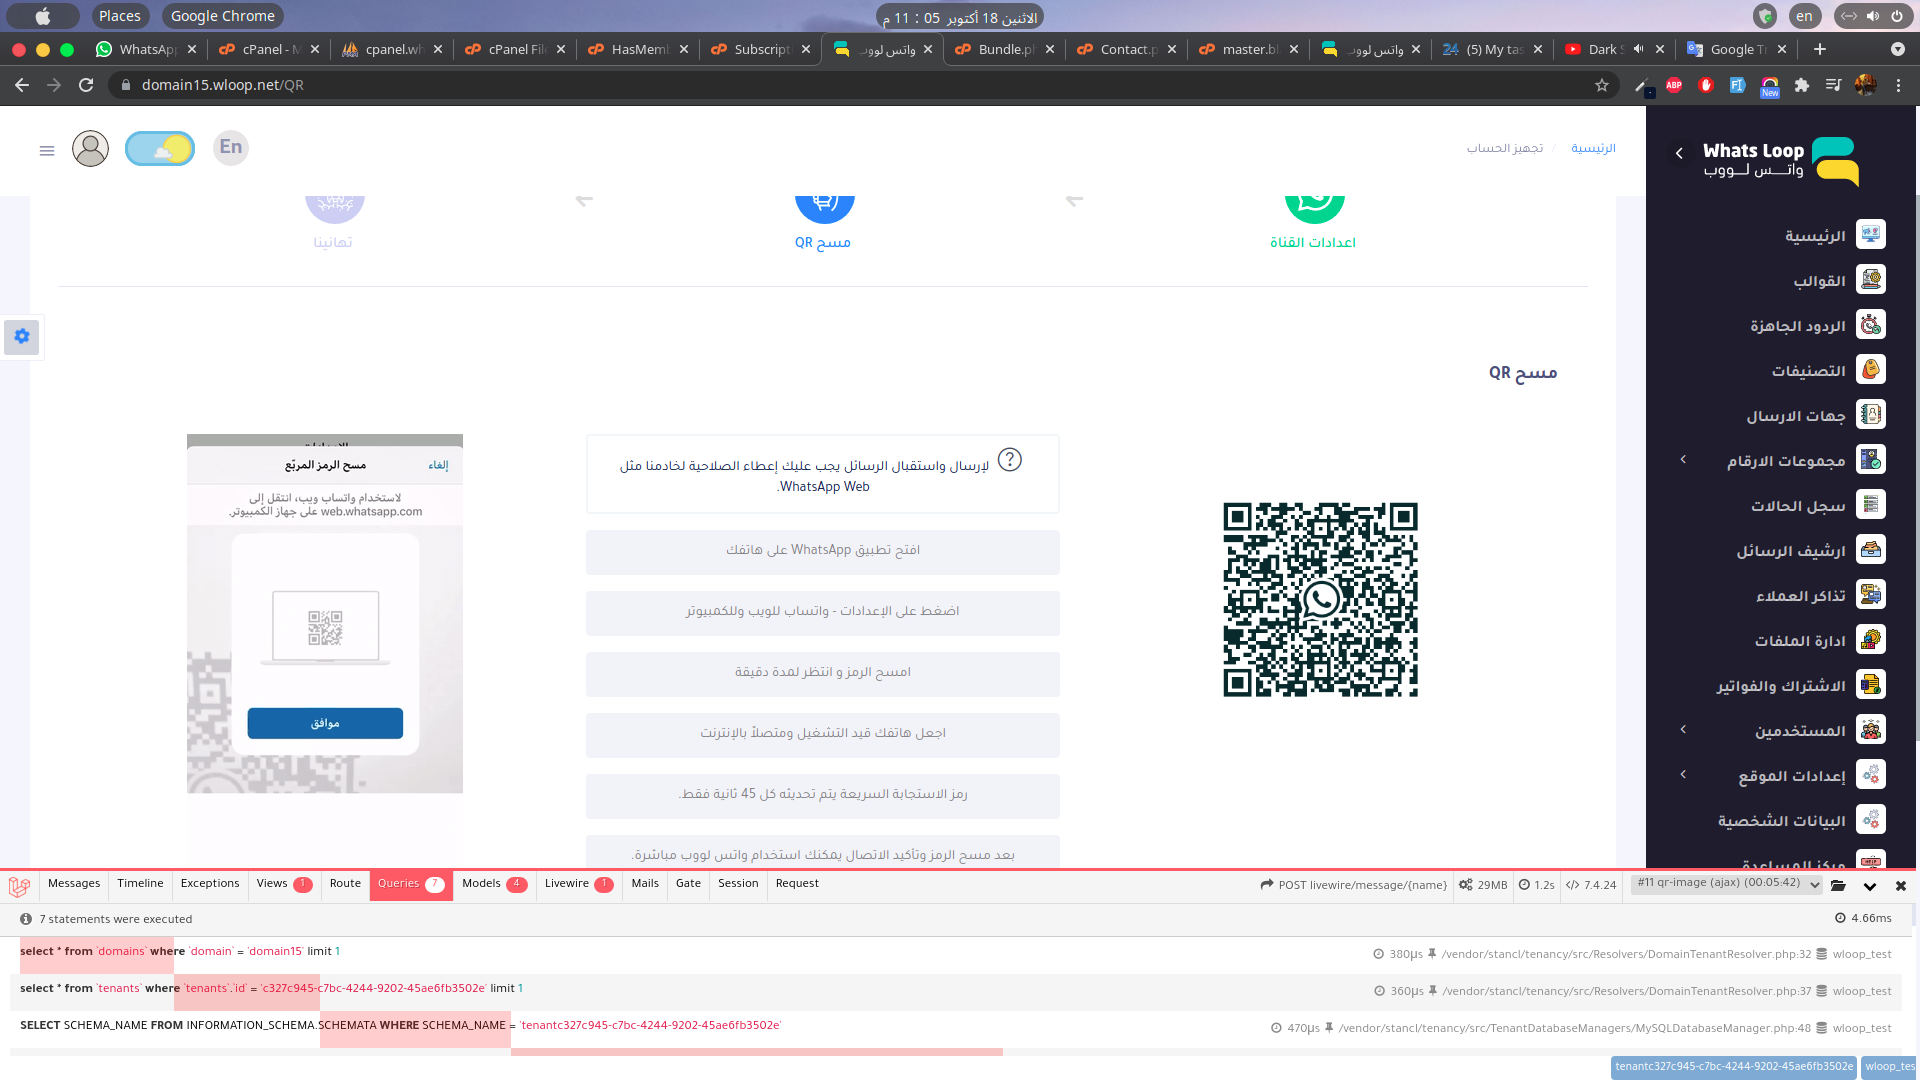 Places
Google Chrome
الاثنين 18 أكتوبر 05 : 11 م
en
WhatsApp
cPanel - M
cpanel.wh
cPanel File
HasMemb
Subscripti
واتس لووب
Bundle.ph
Contact.p
master.bl
واتس لووب
(5) My tas
Dark S
Google Tr
domain15.wloop.net/QR
ABP
New
En
الرئيسية / تجهيز الحساب
Whats Loop
واتــس لــووب
اعدادات القناة
مسح QR
تهانينا
مسح QR
لإرسال واستقبال الرسائل يجب عليك إعطاء الصلاحية لخادمنا مثل
WhatsApp Web.
افتح تطبيق WhatsApp على هاتفك
اضغط على الإعدادات - واتساب للويب وللكمبيوتر
امسح الرمز و انتظر لمدة دقيقة
اجعل هاتفك قيد التشغيل ومتصلاً بالإنترنت
رمز الاستجابة السريعة يتم تحديثه كل 45 ثانية فقط.
بعد مسح الرمز وتأكيد الاتصال يمكنك استخدام واتس لووب مباشرة.
إلغاء
مسح الرمز المربّع
لاستخدام واتساب ويب، انتقل إلى
web.whatsapp.com على جهاز الكمبيوتر.
موافق
الرئيسية
القوالب
الردود الجاهزة
التصنيفات
جهات الارسال
مجموعات الارقام
سجل الحالات
ارشيف الرسائل
تذاكر العملاء
ادارة الملفات
الاشتراك والفواتير
المستخدمين
إعدادات الموقع
البيانات الشخصية
مركز المساعدة
Messages
Timeline
Exceptions
Views 1
Route
Queries 7
Models 4
Livewire 1
Mails
Gate
Session
Request
POST livewire/message/{name}
29MB
1.2s
7.4.24
#11 qr-image (ajax) (00:05:42)
7 statements were executed
4.66ms
select * from `domains` where `domain` = 'domain15' limit 1
380μs /vendor/stancl/tenancy/src/Resolvers/DomainTenantResolver.php:32 wloop_test
select * from `tenants` where `tenants`.`id` = 'c327c945-c7bc-4244-9202-45ae6fb3502e' limit 1
360μs /vendor/stancl/tenancy/src/Resolvers/DomainTenantResolver.php:37 wloop_test
SELECT SCHEMA_NAME FROM INFORMATION_SCHEMA.SCHEMATA WHERE SCHEMA_NAME = 'tenantc327c945-c7bc-4244-9202-45ae6fb3502e'
470μs /vendor/stancl/tenancy/src/TenantDatabaseManagers/MySQLDatabaseManager.php:48 wloop_test
tenantc327c945-c7bc-4244-9202-45ae6fb3502e
wloop_tes